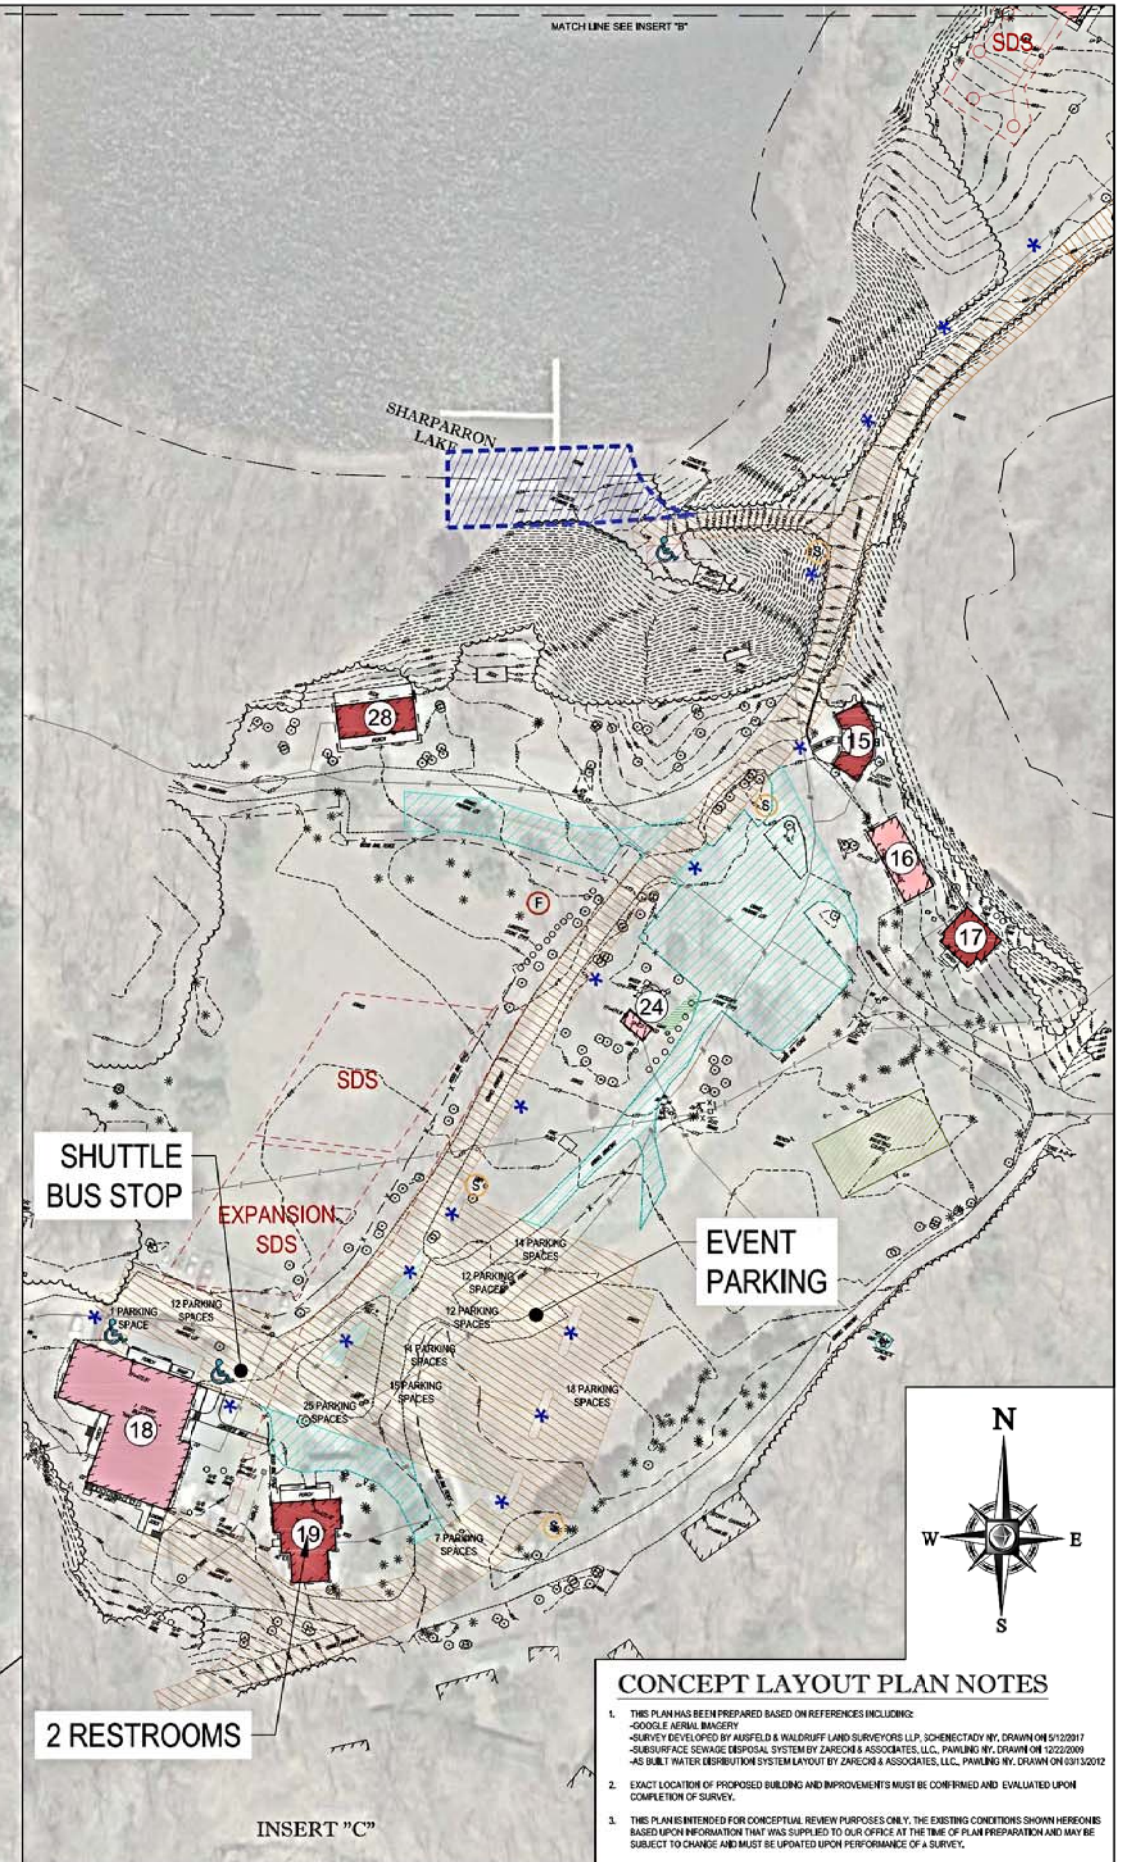 MATCH LINE SEE INSERT "B"
SDS
SHARPARRON
LAKE
S
28
15
S
16
F
17
24
SDS
SHUTTLE
BUS STOP
S
EXPANSION
SDS
EVENT
PARKING
14 PARKING
SPACES
12 PARKING
SPACES
12 PARKING
SPACES
1 PARKING
SPACE
12 PARKING
SPACES
14 PARKING
SPACES
15 PARKING
SPACES
18 PARKING
SPACES
25 PARKING
SPACES
18
PORCH
19
7 PARKING
SPACES
S
2 RESTROOMS
INSERT "C"
N
W
E
S
CONCEPT LAYOUT PLAN NOTES
1. THIS PLAN HAS BEEN PREPARED BASED ON REFERENCES INCLUDING:
-GOOGLE AERIAL IMAGERY
-SURVEY DEVELOPED BY AUSFELD & WALDRUFF LAND SURVEYORS LLP, SCHENECTADY NY, DRAWN ON 5/12/2017
-SUBSURFACE SEWAGE DISPOSAL SYSTEM BY ZARECKI & ASSOCIATES, LLC., PAWLING NY. DRAWN ON 12/22/2009
-AS BUILT WATER DISRIBUTION SYSTEM LAYOUT BY ZARECKI & ASSOCIATES, LLC., PAWLING NY. DRAWN ON 03/13/2012
2. EXACT LOCATION OF PROPOSED BUILDING AND IMPROVEMENTS MUST BE CONFIRMED AND EVALUATED UPON
COMPLETION OF SURVEY.
3. THIS PLAN IS INTENDED FOR CONCEPTUAL REVIEW PURPOSES ONLY. THE EXISTING CONDITIONS SHOWN HEREON IS
BASED UPON INFORMATION THAT WAS SUPPLIED TO OUR OFFICE AT THE TIME OF PLAN PREPARATION AND MAY BE
SUBJECT TO CHANGE AND MUST BE UPDATED UPON PERFORMANCE OF A SURVEY.